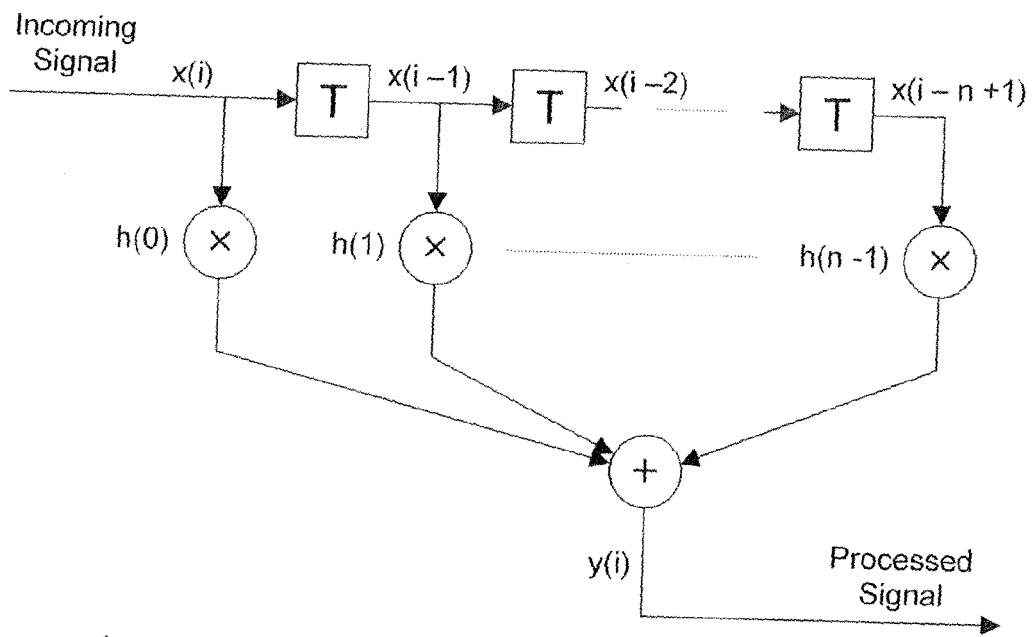 Incoming
Signal
x(i)
T
x(i –1)
T
x(i –2)
T
x(i – n +1)
h(0)
×
h(1)
×
h(n -1)
×
+
y(i)
Processed
Signal